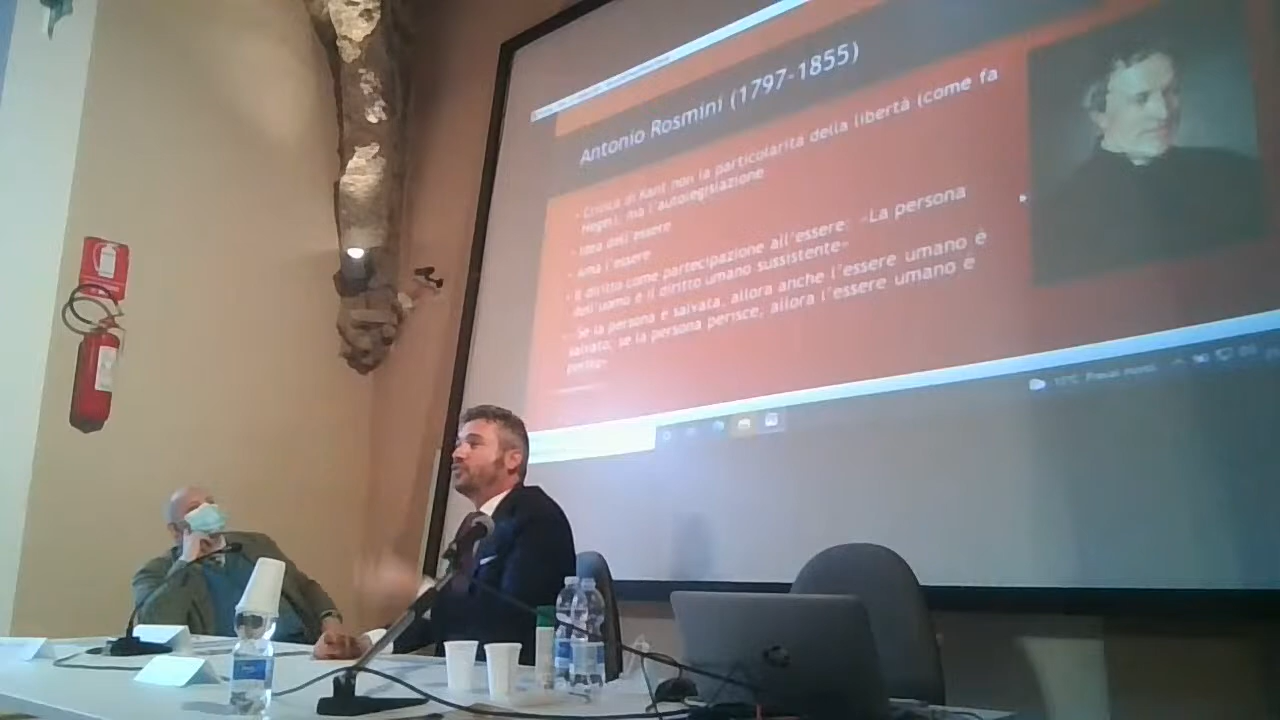 Antonio Rosmini (1797-1855)
Critica di Kant: non la particolarità della libertà (come fa
Hegel), ma l'autolegislazione
Idea dell'essere
Ama l'essere
Il diritto come partecipazione all'essere: «La persona
dell'uomo è il diritto umano sussistente»
«Se la persona è salvata, allora anche l'essere umano è
salvato; se la persona perisce, allora l'essere umano è
perito»